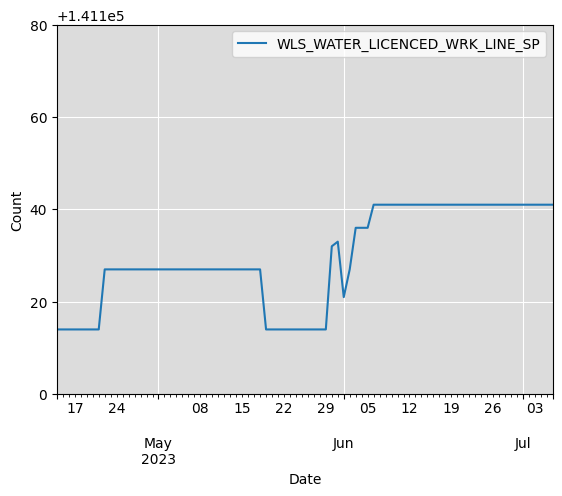 +1.411e5
WLS_WATER_LICENCED_WRK_LINE_SP
80
60
40
20
0
Count
17 24 08 15 22 29 05 12 19 26 03
May Jun Jul
2023
Date